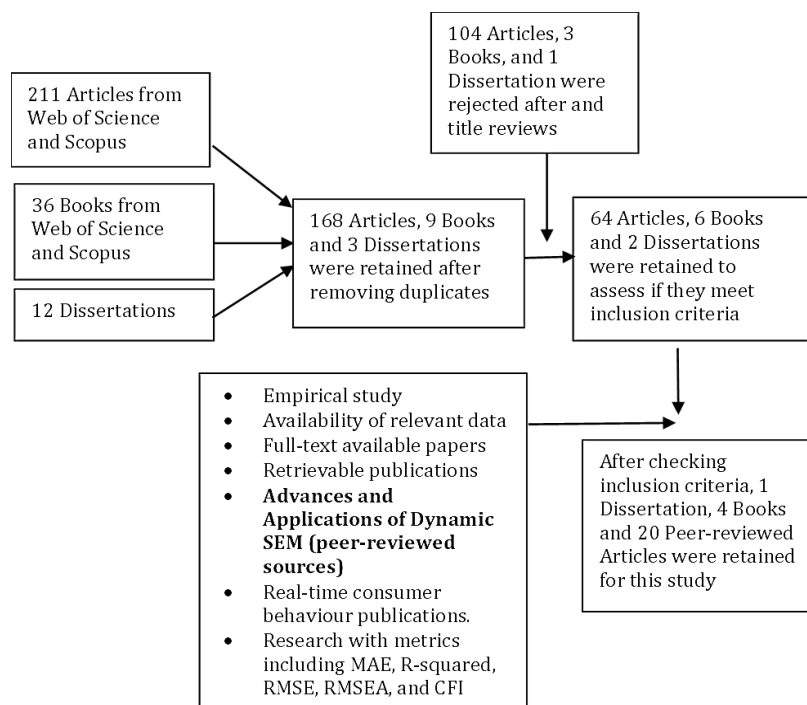 211 Articles from
Web of Science
and Scopus
36 Books from
Web of Science
and Scopus
12 Dissertations
168 Articles, 9 Books
and 3 Dissertations
were retained after
removing duplicates
104 Articles, 3
Books, and 1
Dissertation were
rejected after and
title reviews
64 Articles, 6 Books
and 2 Dissertations
were retained to
assess if they meet
inclusion criteria
• Empirical study
• Availability of relevant data
• Full-text available papers
• Retrievable publications
• Advances and
Applications of Dynamic
SEM (peer-reviewed
sources)
• Real-time consumer
behaviour publications.
• Research with metrics
including MAE, R-squared,
RMSE, RMSEA, and CFI
After checking
inclusion criteria, 1
Dissertation, 4 Books
and 20 Peer-reviewed
Articles were retained
for this study